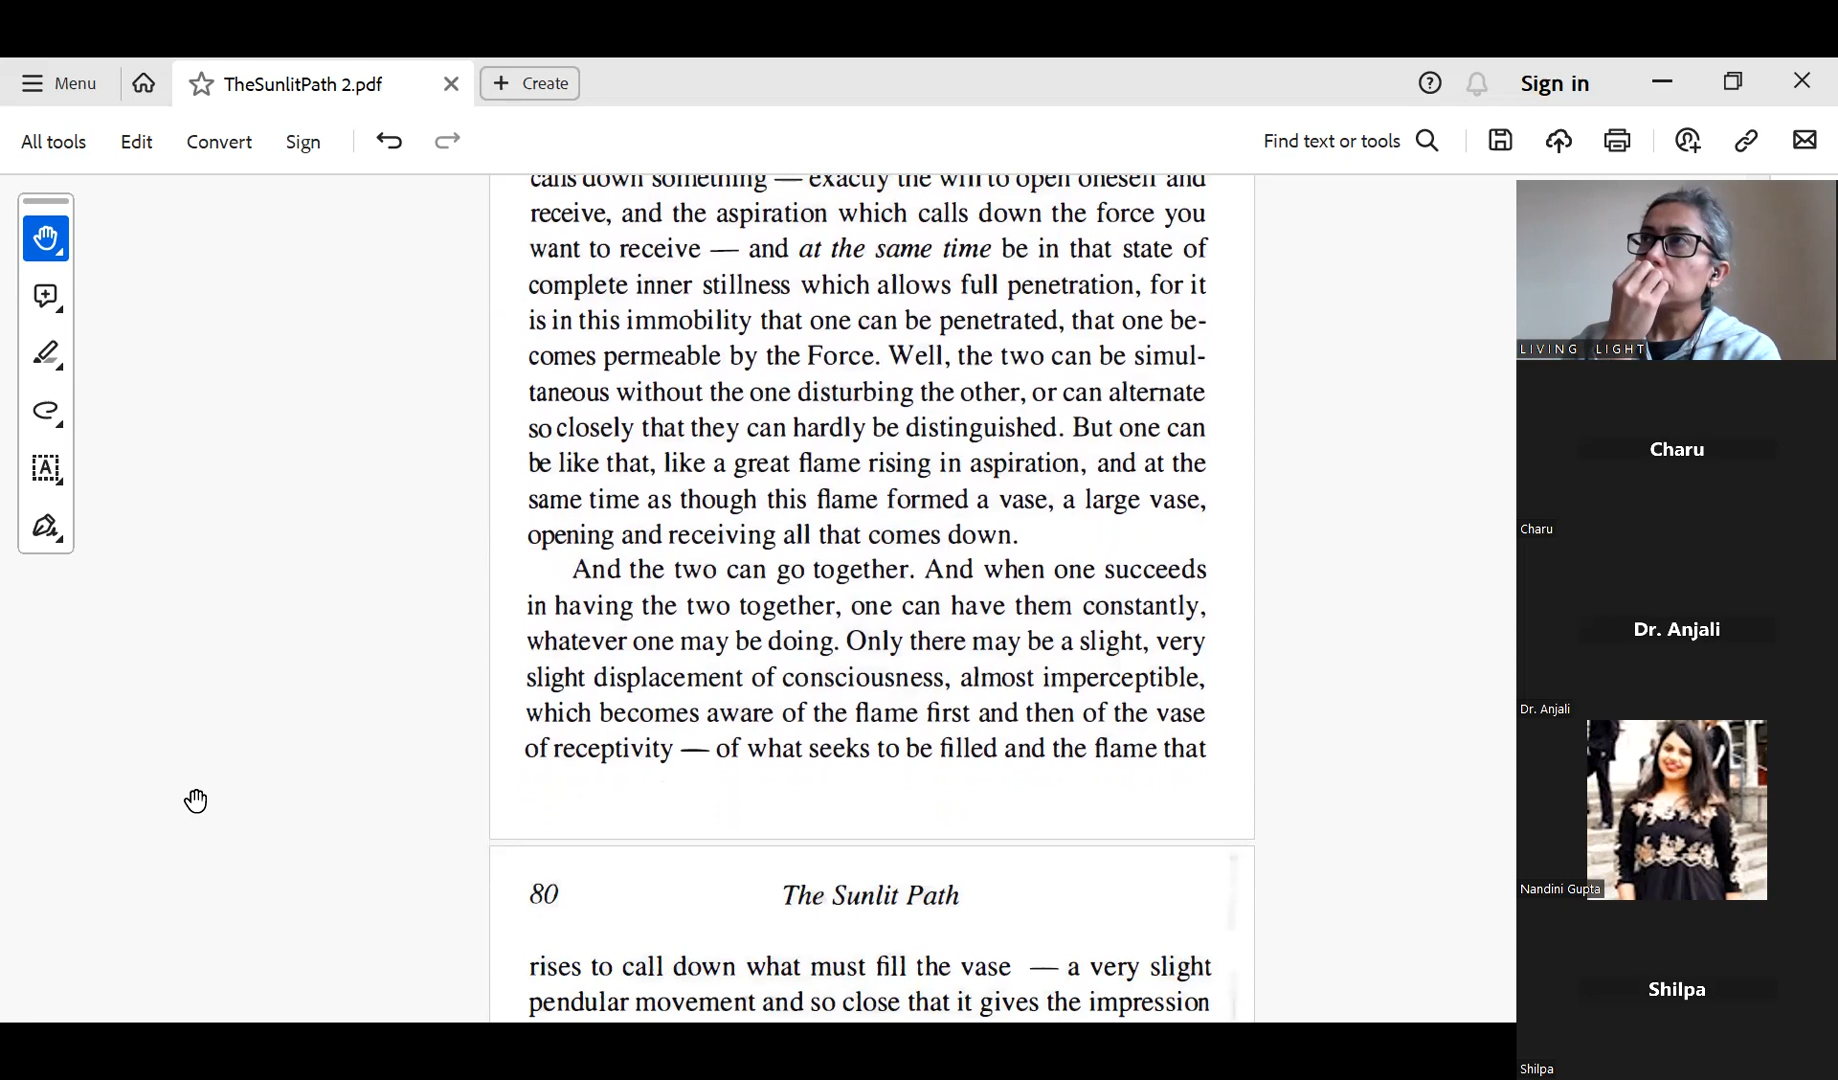 Menu
TheSunlitPath 2.pdf
Create
Sign in
All tools
Edit
Convert
Sign
Find text or tools
calls down something — exactly the will to open oneself and
receive, and the aspiration which calls down the force you
want to receive — and at the same time be in that state of
complete inner stillness which allows full penetration, for it
is in this immobility that one can be penetrated, that one be-
comes permeable by the Force. Well, the two can be simul-
taneous without the one disturbing the other, or can alternate
so closely that they can hardly be distinguished. But one can
be like that, like a great flame rising in aspiration, and at the
same time as though this flame formed a vase, a large vase,
opening and receiving all that comes down.
And the two can go together. And when one succeeds
in having the two together, one can have them constantly,
whatever one may be doing. Only there may be a slight, very
slight displacement of consciousness, almost imperceptible,
which becomes aware of the flame first and then of the vase
of receptivity — of what seeks to be filled and the flame that
80
The Sunlit Path
rises to call down what must fill the vase — a very slight
pendular movement and so close that it gives the impression
LIVING LIGHT
Charu
Charu
Dr. Anjali
Dr. Anjali
Nandini Gupta
Shilpa
Shilpa